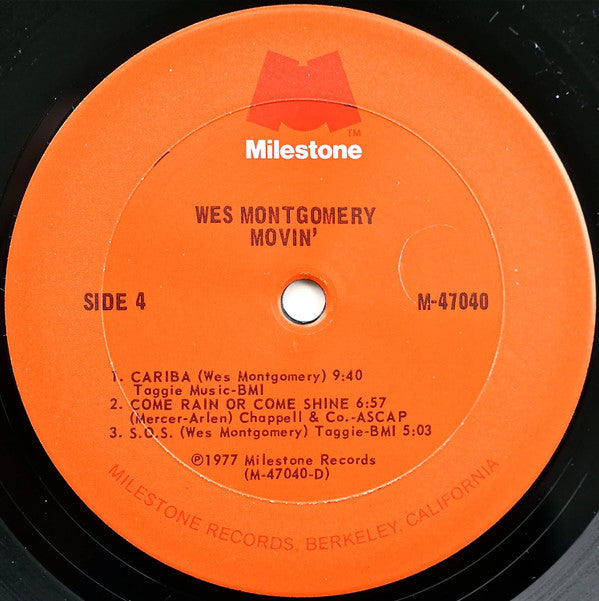 TM
Milestone
WES MONTGOMERY
MOVIN'
SIDE 4
M-47040
1. CARIBA (Wes Montgomery) 9:40
Taggie Music-BMI
2. COME RAIN OR COME SHINE 6:57
(Mercer-Arlen) Chappell & Co.-ASCAP
3. S.O.S. (Wes Montgomery) Taggie-BMI 5:03
℗1977 Milestone Records
(M-47040-D)
MILESTONE RECORDS, BERKELEY, CALIFORNIA